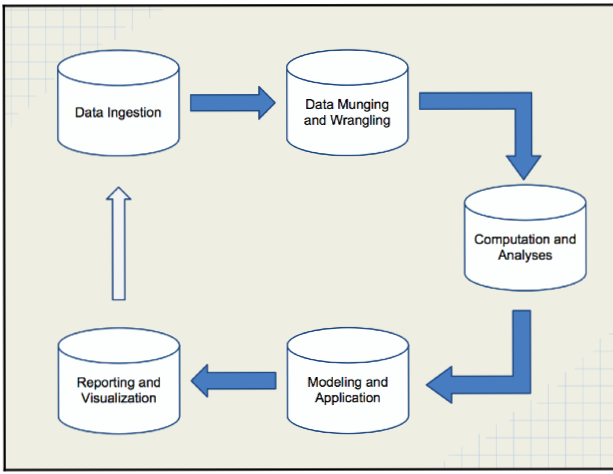 Data Ingestion
Data Munging
and Wrangling
Computation and
Analyses
Modeling and
Application
Reporting and
Visualization